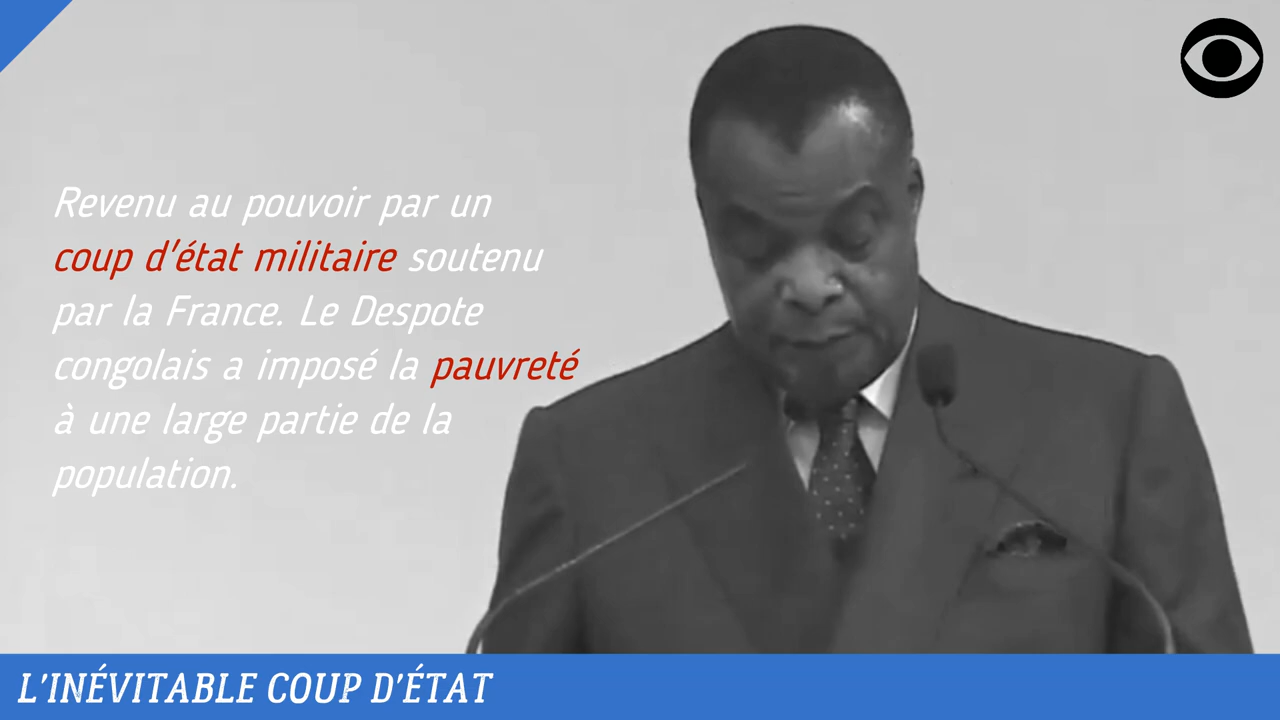 Revenu au pouvoir par un
coup d'état militaire soutenu
par la France. Le Despote
congolais a imposé la pauvreté
à une large partie de la
population.
L'INÉVITABLE COUP D'ÉTAT